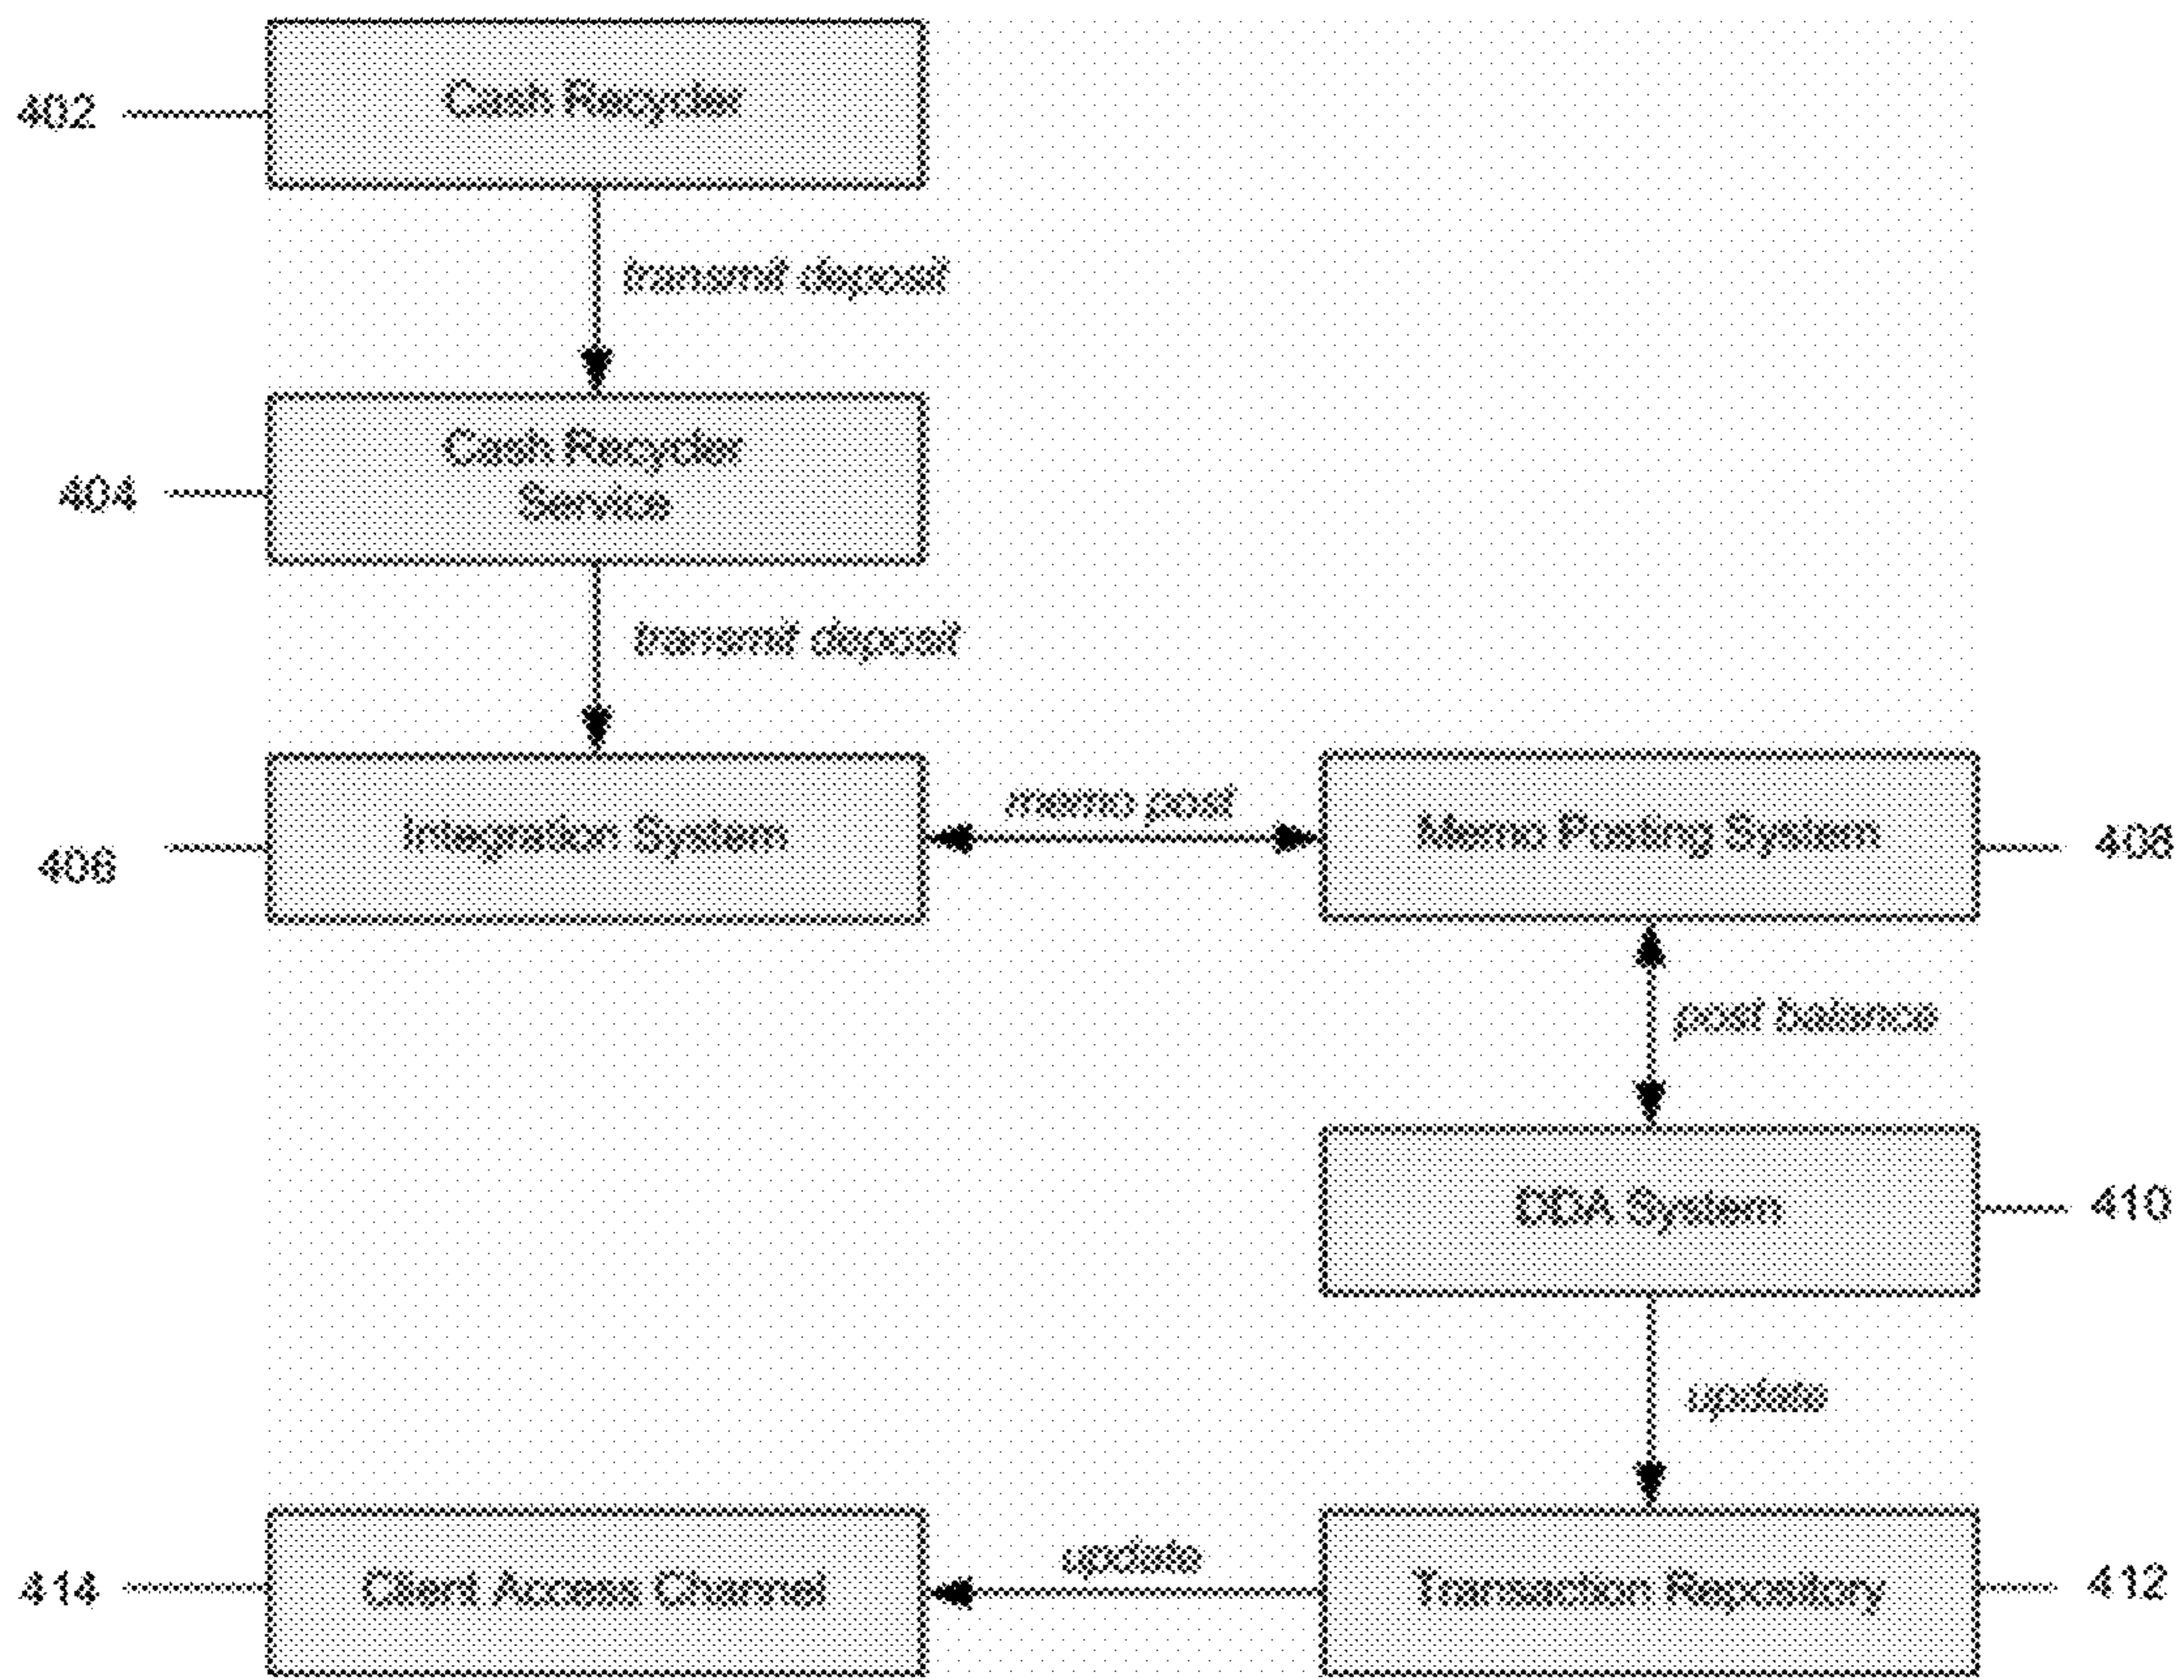 402
Cash Recycler
transmit deposit
404
Cash Recycler
Service
transmit deposit
406
Integration System
memo post
Memo Posting System
408
post balance
DDA System
410
update
414
Client Access Channel
update
Transaction Repository
412